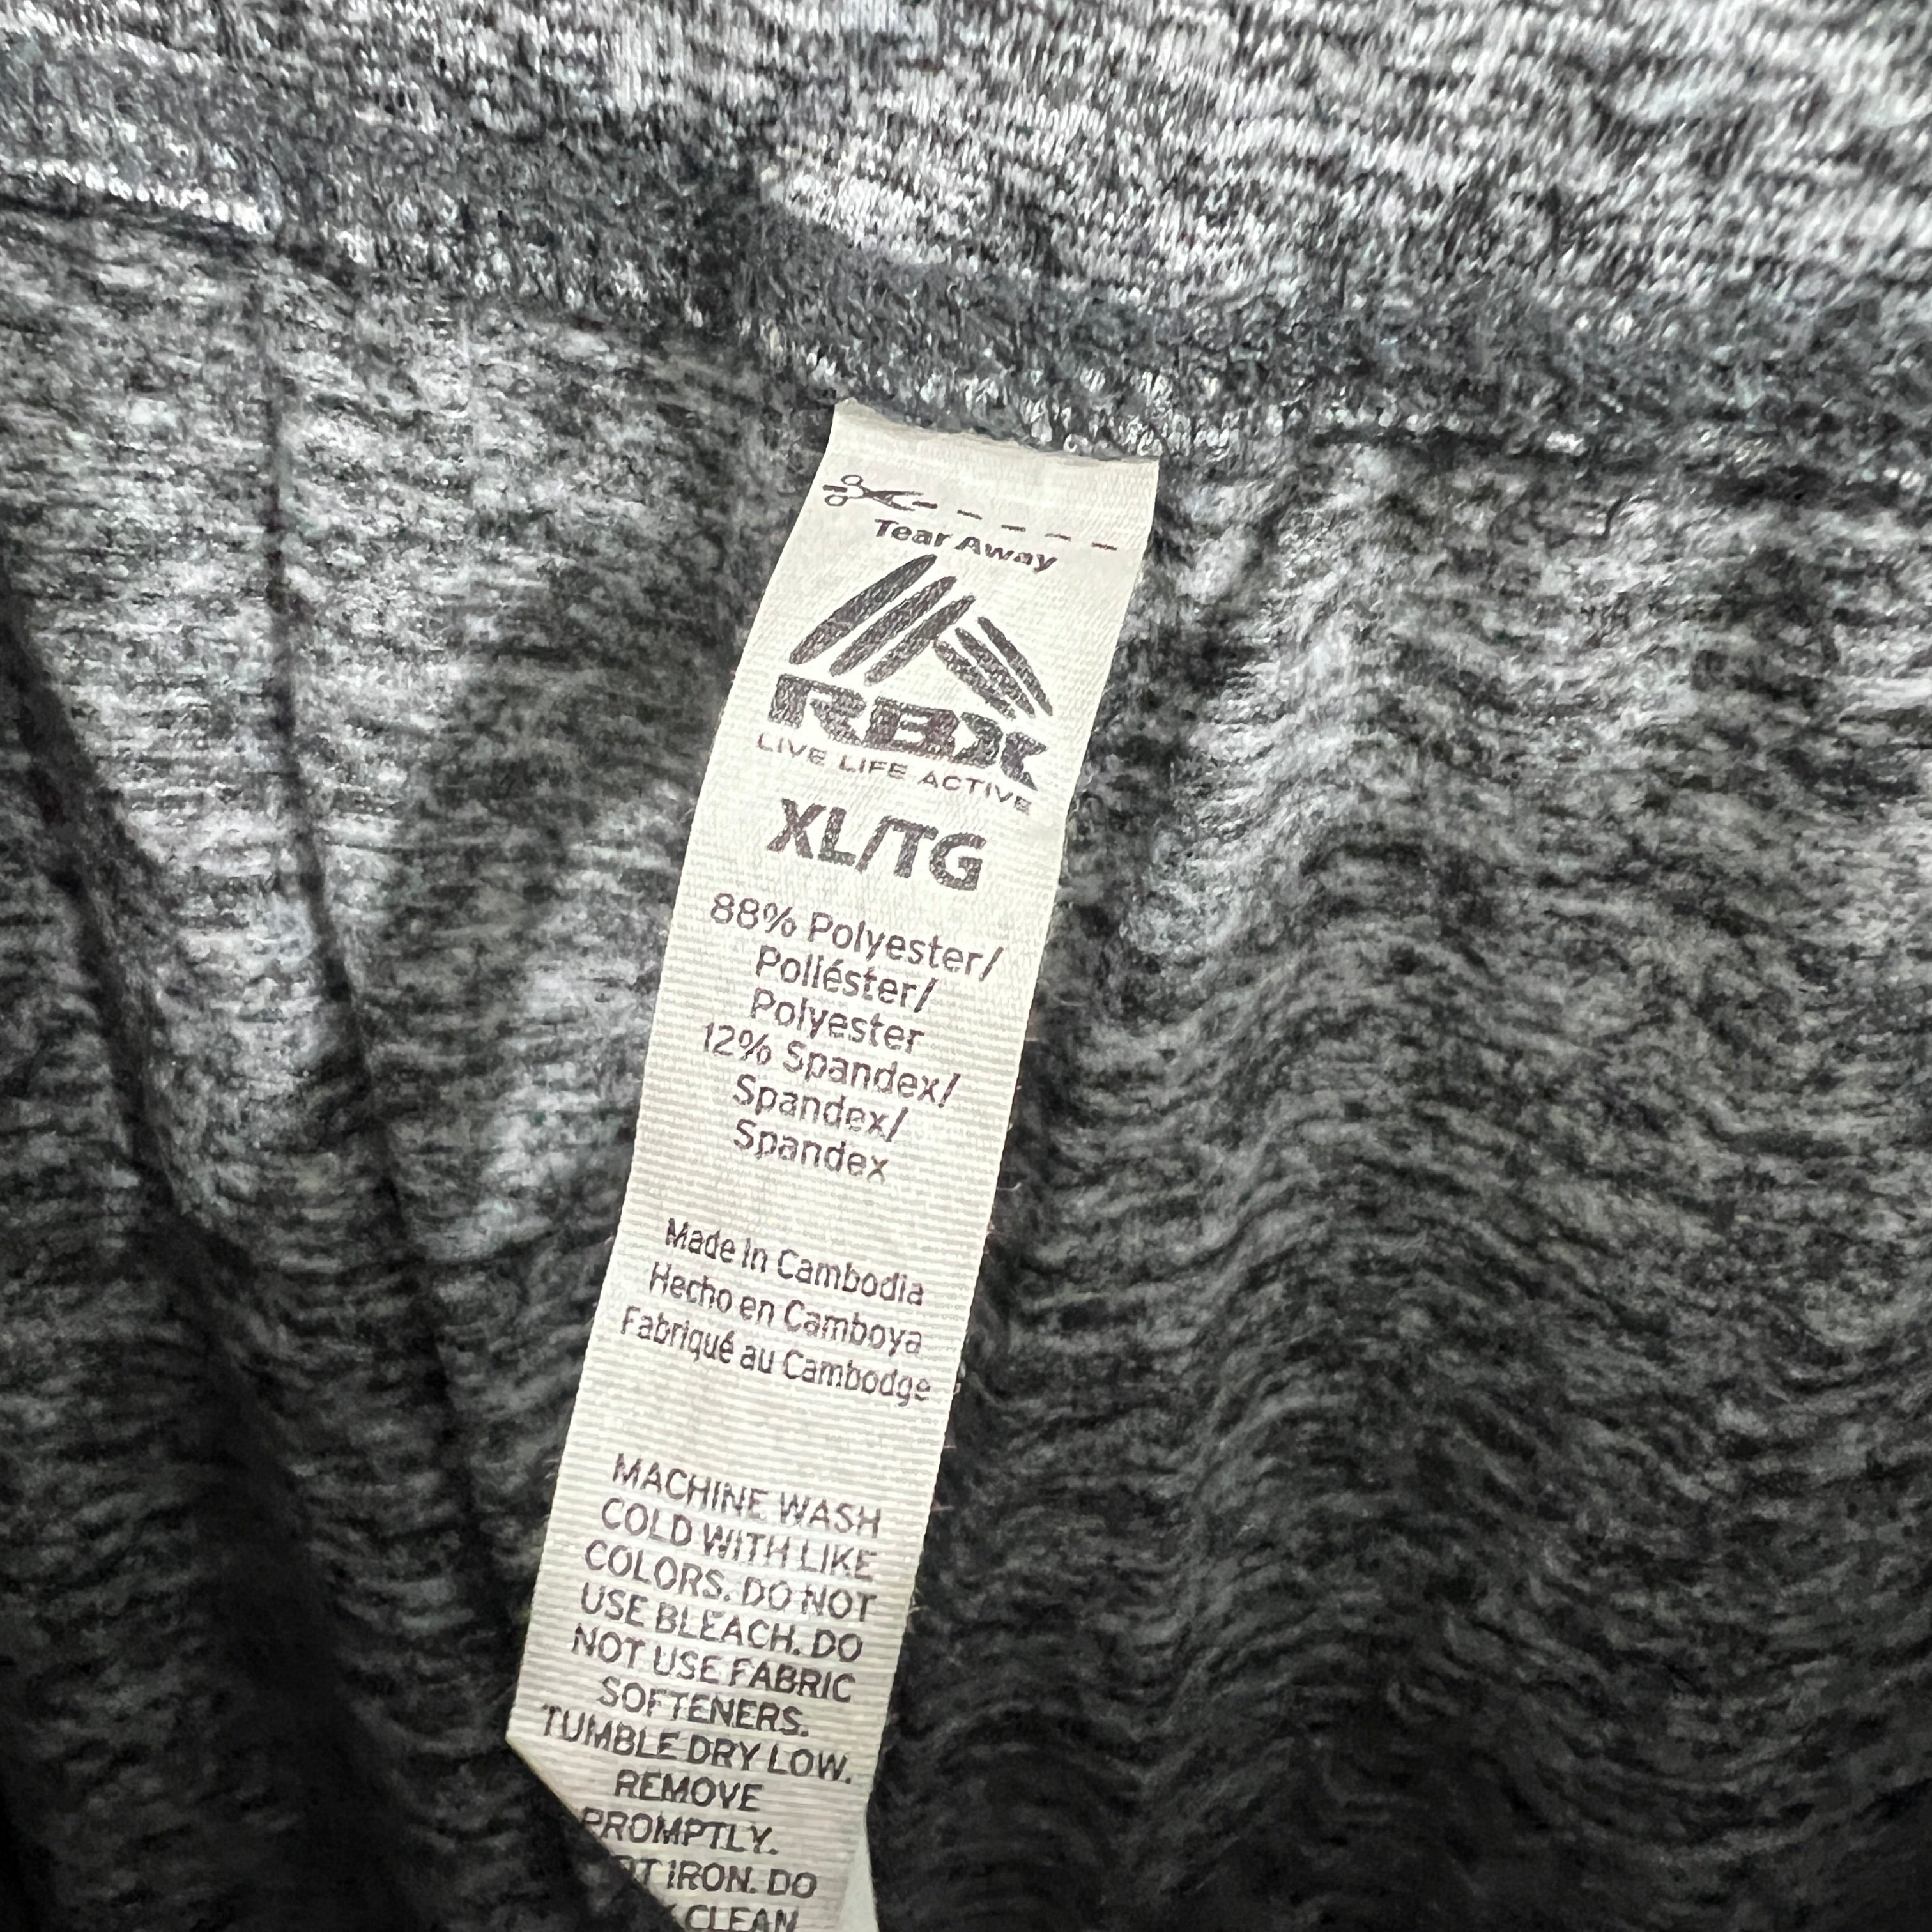 Tear Away
RBX
LIVE LIFE ACTIVE
XL/TG
88% Polyester/
Poliéster/
Polyester
12% Spandex/
Spandex/
Spandex
Made in Cambodia
Hecho en Camboya
Fabriqué au Cambodge
MACHINE WASH
COLD WITH LIKE
COLORS. DO NOT
USE BLEACH. DO
NOT USE FABRIC
SOFTENERS.
TUMBLE DRY LOW.
REMOVE
PROMPTLY.
IRON. DO
CLEAN